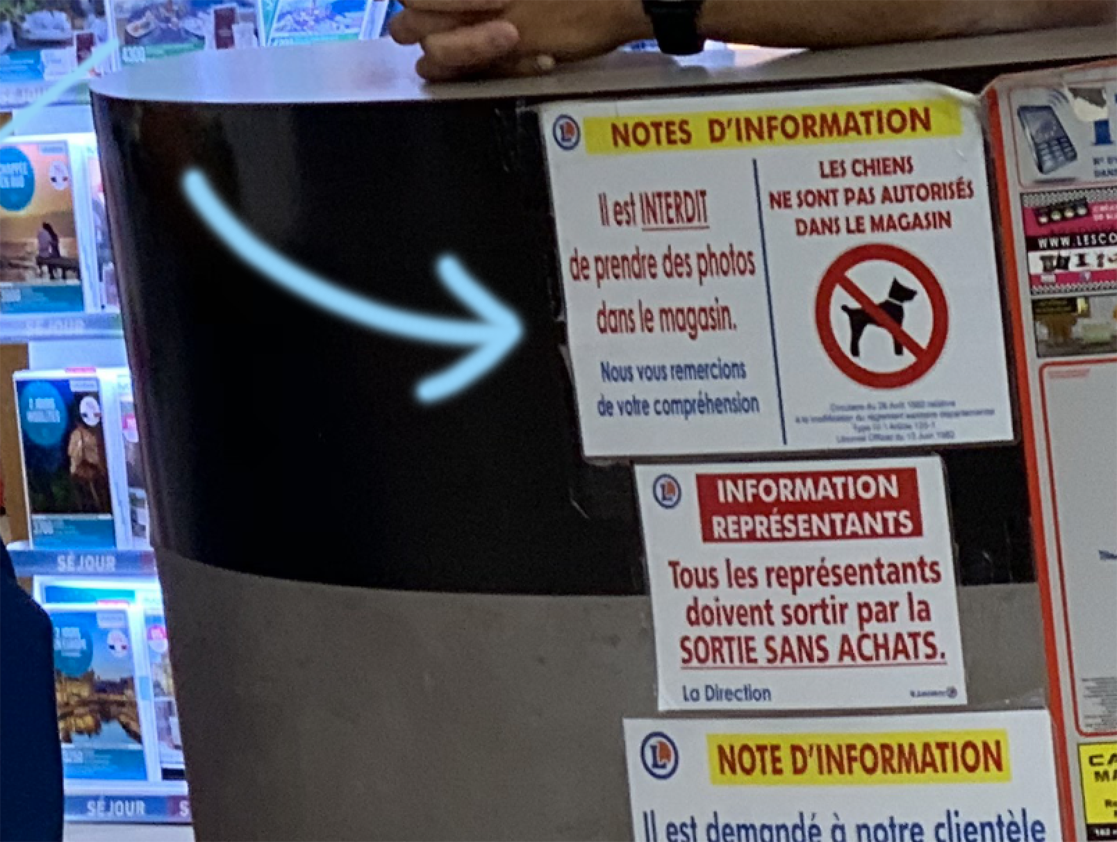 NOTES D'INFORMATION
Il est INTERDIT
de prendre des photos
dans le magasin.
Nous vous remercions
de votre compréhension
LES CHIENS
NE SONT PAS AUTORISÉS
DANS LE MAGASIN
INFORMATION
REPRÉSENTANTS
Tous les représentants
doivent sortir par la
SORTIE SANS ACHATS.
La Direction
NOTE D'INFORMATION
Il est demandé à notre clientèle
SÉJOUR
SÉJOUR
WWW.LESCO